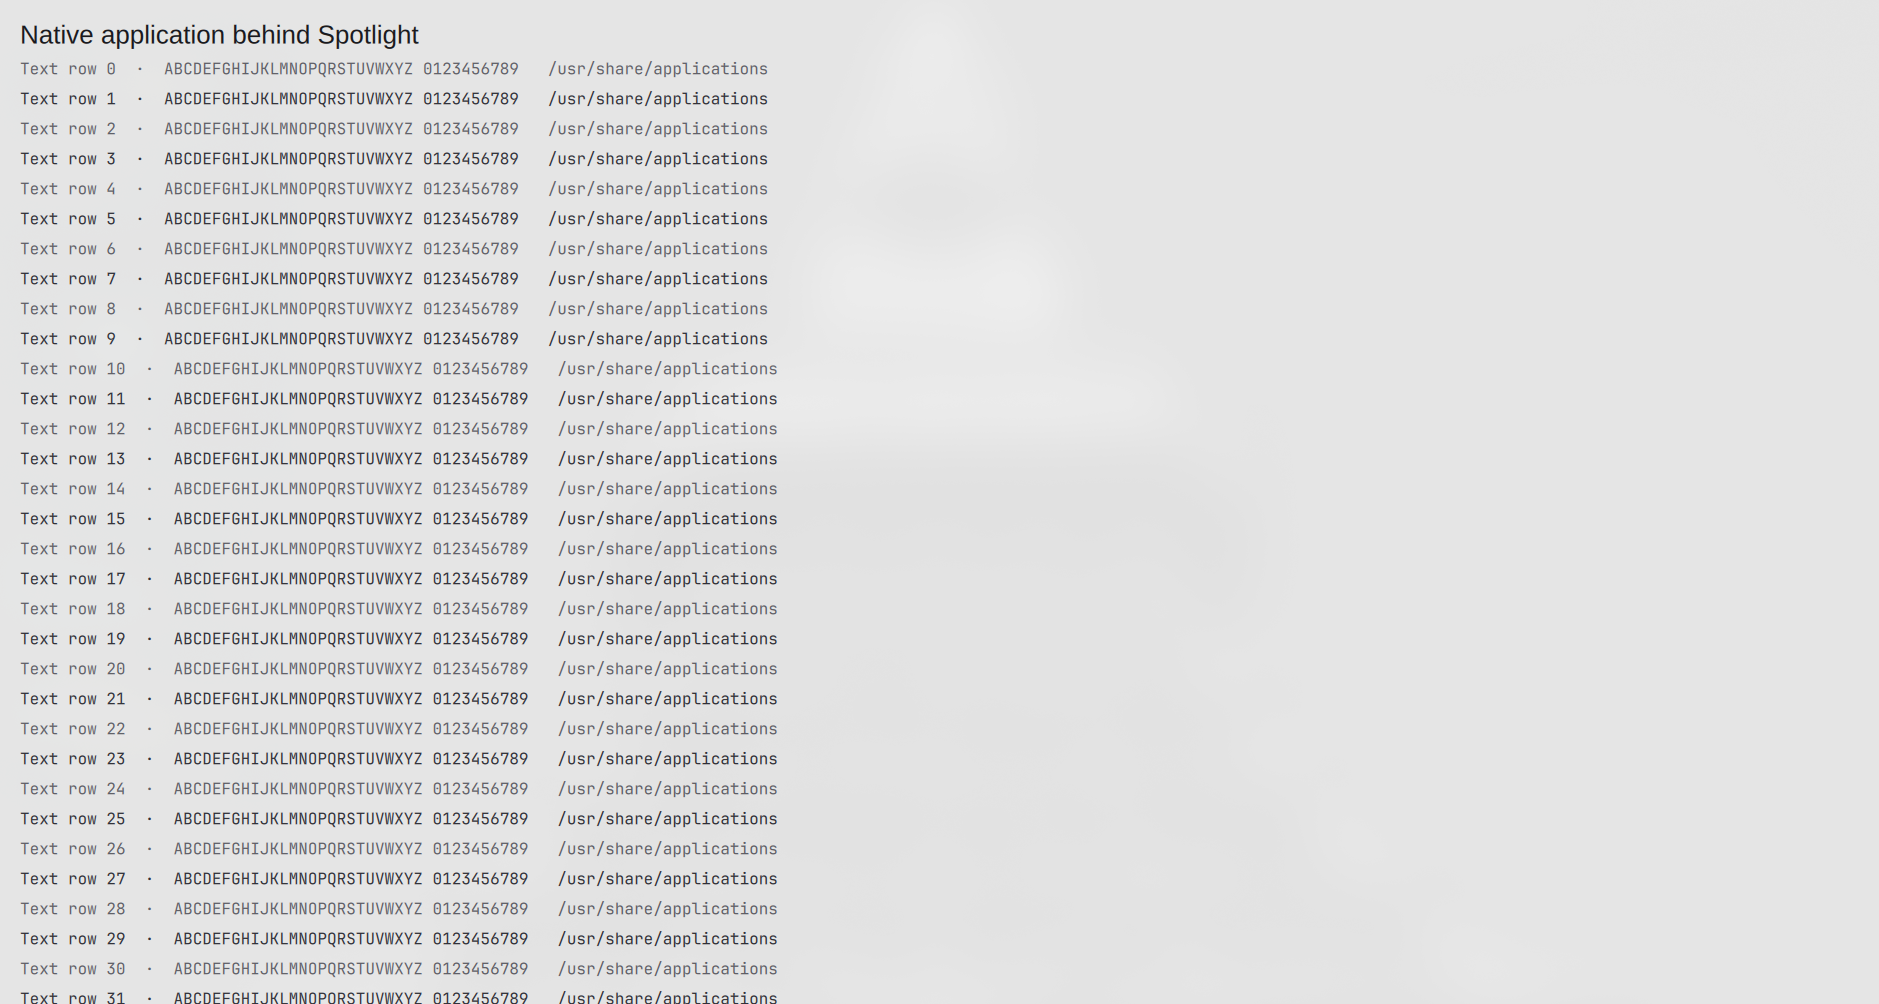 Native application behind Spotlight
Text row 0  ·  ABCDEFGHIJKLMNOPQRSTUVWXYZ 0123456789   /usr/share/applications
Text row 1  ·  ABCDEFGHIJKLMNOPQRSTUVWXYZ 0123456789   /usr/share/applications
Text row 2  ·  ABCDEFGHIJKLMNOPQRSTUVWXYZ 0123456789   /usr/share/applications
Text row 3  ·  ABCDEFGHIJKLMNOPQRSTUVWXYZ 0123456789   /usr/share/applications
Text row 4  ·  ABCDEFGHIJKLMNOPQRSTUVWXYZ 0123456789   /usr/share/applications
Text row 5  ·  ABCDEFGHIJKLMNOPQRSTUVWXYZ 0123456789   /usr/share/applications
Text row 6  ·  ABCDEFGHIJKLMNOPQRSTUVWXYZ 0123456789   /usr/share/applications
Text row 7  ·  ABCDEFGHIJKLMNOPQRSTUVWXYZ 0123456789   /usr/share/applications
Text row 8  ·  ABCDEFGHIJKLMNOPQRSTUVWXYZ 0123456789   /usr/share/applications
Text row 9  ·  ABCDEFGHIJKLMNOPQRSTUVWXYZ 0123456789   /usr/share/applications
Text row 10  ·  ABCDEFGHIJKLMNOPQRSTUVWXYZ 0123456789   /usr/share/applications
Text row 11  ·  ABCDEFGHIJKLMNOPQRSTUVWXYZ 0123456789   /usr/share/applications
Text row 12  ·  ABCDEFGHIJKLMNOPQRSTUVWXYZ 0123456789   /usr/share/applications
Text row 13  ·  ABCDEFGHIJKLMNOPQRSTUVWXYZ 0123456789   /usr/share/applications
Text row 14  ·  ABCDEFGHIJKLMNOPQRSTUVWXYZ 0123456789   /usr/share/applications
Text row 15  ·  ABCDEFGHIJKLMNOPQRSTUVWXYZ 0123456789   /usr/share/applications
Text row 16  ·  ABCDEFGHIJKLMNOPQRSTUVWXYZ 0123456789   /usr/share/applications
Text row 17  ·  ABCDEFGHIJKLMNOPQRSTUVWXYZ 0123456789   /usr/share/applications
Text row 18  ·  ABCDEFGHIJKLMNOPQRSTUVWXYZ 0123456789   /usr/share/applications
Text row 19  ·  ABCDEFGHIJKLMNOPQRSTUVWXYZ 0123456789   /usr/share/applications
Text row 20  ·  ABCDEFGHIJKLMNOPQRSTUVWXYZ 0123456789   /usr/share/applications
Text row 21  ·  ABCDEFGHIJKLMNOPQRSTUVWXYZ 0123456789   /usr/share/applications
Text row 22  ·  ABCDEFGHIJKLMNOPQRSTUVWXYZ 0123456789   /usr/share/applications
Text row 23  ·  ABCDEFGHIJKLMNOPQRSTUVWXYZ 0123456789   /usr/share/applications
Text row 24  ·  ABCDEFGHIJKLMNOPQRSTUVWXYZ 0123456789   /usr/share/applications
Text row 25  ·  ABCDEFGHIJKLMNOPQRSTUVWXYZ 0123456789   /usr/share/applications
Text row 26  ·  ABCDEFGHIJKLMNOPQRSTUVWXYZ 0123456789   /usr/share/applications
Text row 27  ·  ABCDEFGHIJKLMNOPQRSTUVWXYZ 0123456789   /usr/share/applications
Text row 28  ·  ABCDEFGHIJKLMNOPQRSTUVWXYZ 0123456789   /usr/share/applications
Text row 29  ·  ABCDEFGHIJKLMNOPQRSTUVWXYZ 0123456789   /usr/share/applications
Text row 30  ·  ABCDEFGHIJKLMNOPQRSTUVWXYZ 0123456789   /usr/share/applications
Text row 31  ·  ABCDEFGHIJKLMNOPQRSTUVWXYZ 0123456789   /usr/share/applications